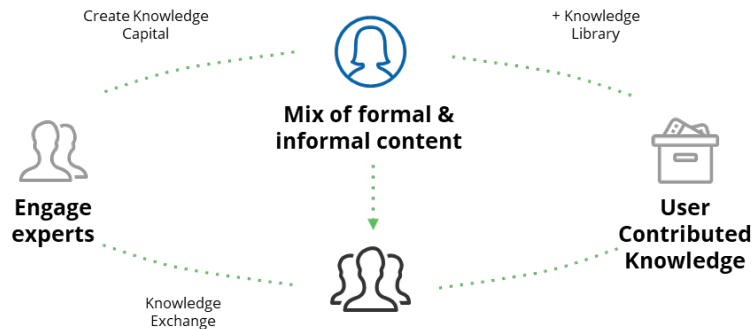 Create Knowledge
Capital
+ Knowledge
Library
Mix of formal &
informal content
Engage
experts
User
Contributed
Knowledge
Knowledge
Exchange